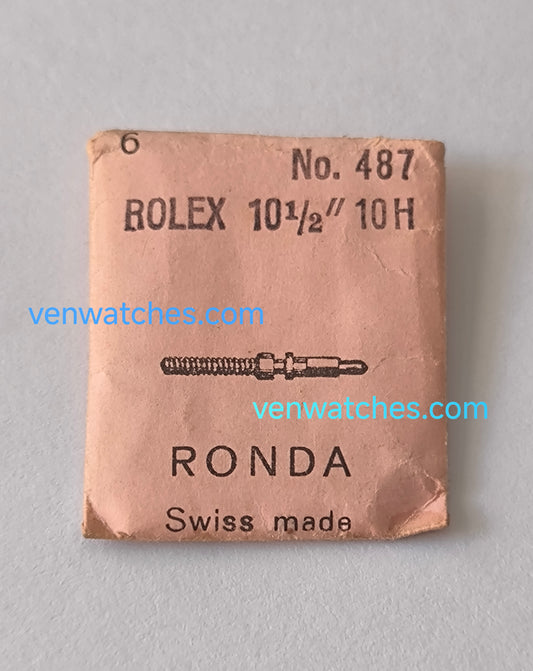 6
No. 487
ROLEX 10½″ 10H
venwatches.com
venwatches.com
RONDA
Swiss made